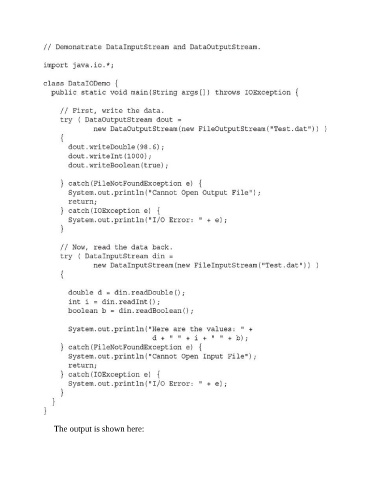 // Demonstrate DataInputStream and DataOutputStream.
import java.io.*;
class DataIODemo {
public static void main(String args[]) throws IOException {
// First, write the data.
try ( DataOutputStream dout =
new DataOutputStream(new FileOutputStream("Test.dat")) )
{
dout.writeDouble(98.6);
dout.writeInt(1000);
dout.writeBoolean(true);
} catch(FileNotFoundException e) {
System.out.println("Cannot Open Output File");
return;
} catch(IOException e) {
System.out.println("I/O Error: " + e);
}
// Now, read the data back.
try ( DataInputStream din =
new DataInputStream(new FileInputStream("Test.dat")) )
{
double d = din.readDouble();
int i = din.readInt();
boolean b = din.readBoolean();
System.out.println("Here are the values: " +
d + " " + i + " " + b);
} catch(FileNotFoundException e) {
System.out.println("Cannot Open Input File");
return;
} catch(IOException e) {
System.out.println("I/O Error: " + e);
}
}
}
The output is shown here: